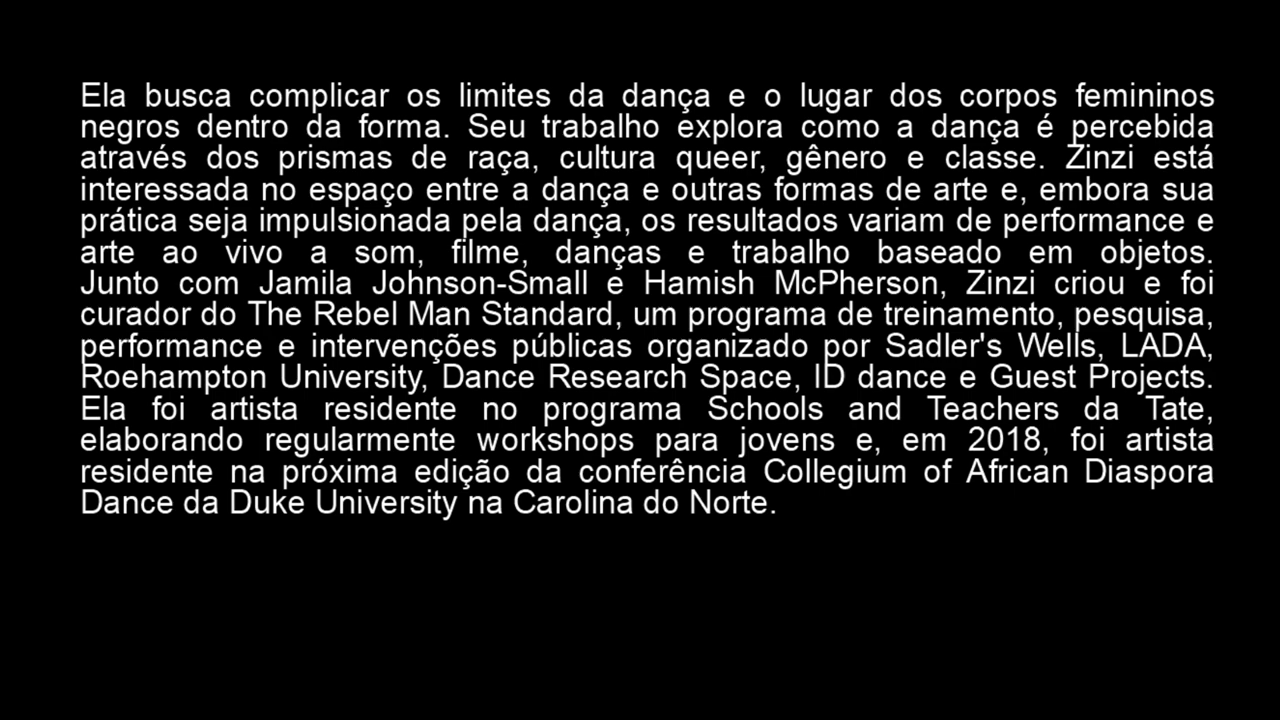 Ela busca complicar os limites da dança e o lugar dos corpos femininos
negros dentro da forma. Seu trabalho explora como a dança é percebida
através dos prismas de raça, cultura queer, gênero e classe. Zinzi está
interessada no espaço entre a dança e outras formas de arte e, embora sua
prática seja impulsionada pela dança, os resultados variam de performance e
arte ao vivo a som, filme, danças e trabalho baseado em objetos.
Junto com Jamila Johnson-Small e Hamish McPherson, Zinzi criou e foi
curador do The Rebel Man Standard, um programa de treinamento, pesquisa,
performance e intervenções públicas organizado por Sadler's Wells, LADA,
Roehampton University, Dance Research Space, ID dance e Guest Projects.
Ela foi artista residente no programa Schools and Teachers da Tate,
elaborando regularmente workshops para jovens e, em 2018, foi artista
residente na próxima edição da conferência Collegium of African Diaspora
Dance da Duke University na Carolina do Norte.